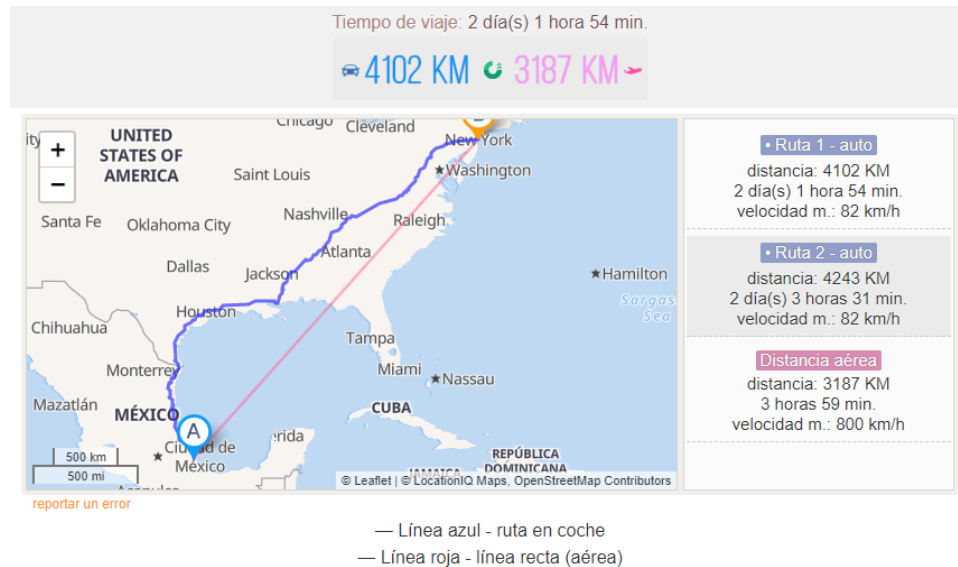 Tiempo de viaje: 2 día(s) 1 hora 54 min.
4102 KM 3187 KM
+
−
UNITED
STATES OF
AMERICA
Chicago
Cleveland
New York
Washington
Saint Louis
Santa Fe
Oklahoma City
Nashville
Raleigh
Atlanta
Dallas
Jackson
Hamilton
Sargas
Sea
Houston
Chihuahua
Tampa
Monterrey
Miami
Nassau
Mazatlán
MÉXICO
A
CUBA
Ciudad de
México
erida
REPÚBLICA
DOMINICANA
JAMAICA
500 km
500 mi
© Leaflet | © LocationIQ Maps, OpenStreetMap Contributors
• Ruta 1 - auto
distancia: 4102 KM
2 día(s) 1 hora 54 min.
velocidad m.: 82 km/h
• Ruta 2 - auto
distancia: 4243 KM
2 día(s) 3 horas 31 min.
velocidad m.: 82 km/h
Distancia aérea
distancia: 3187 KM
3 horas 59 min.
velocidad m.: 800 km/h
reportar un error
— Línea azul - ruta en coche
— Línea roja - línea recta (aérea)